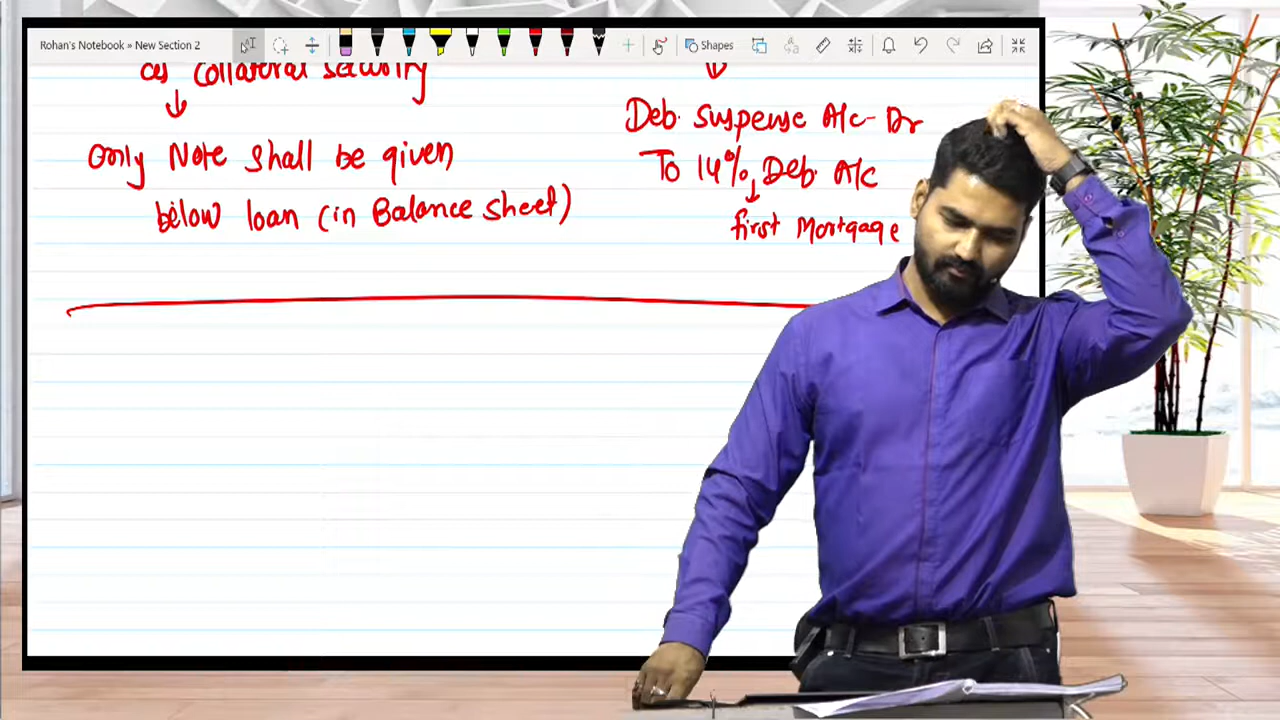 Rohan's Notebook » New Section 2
Shapes
as Collateral Security
↓
Only Note shall be given
below loan (in Balance sheet)
↓
Deb. Suspense A/c - Dr
To 14% Deb. A/c
↓
first Mortgage